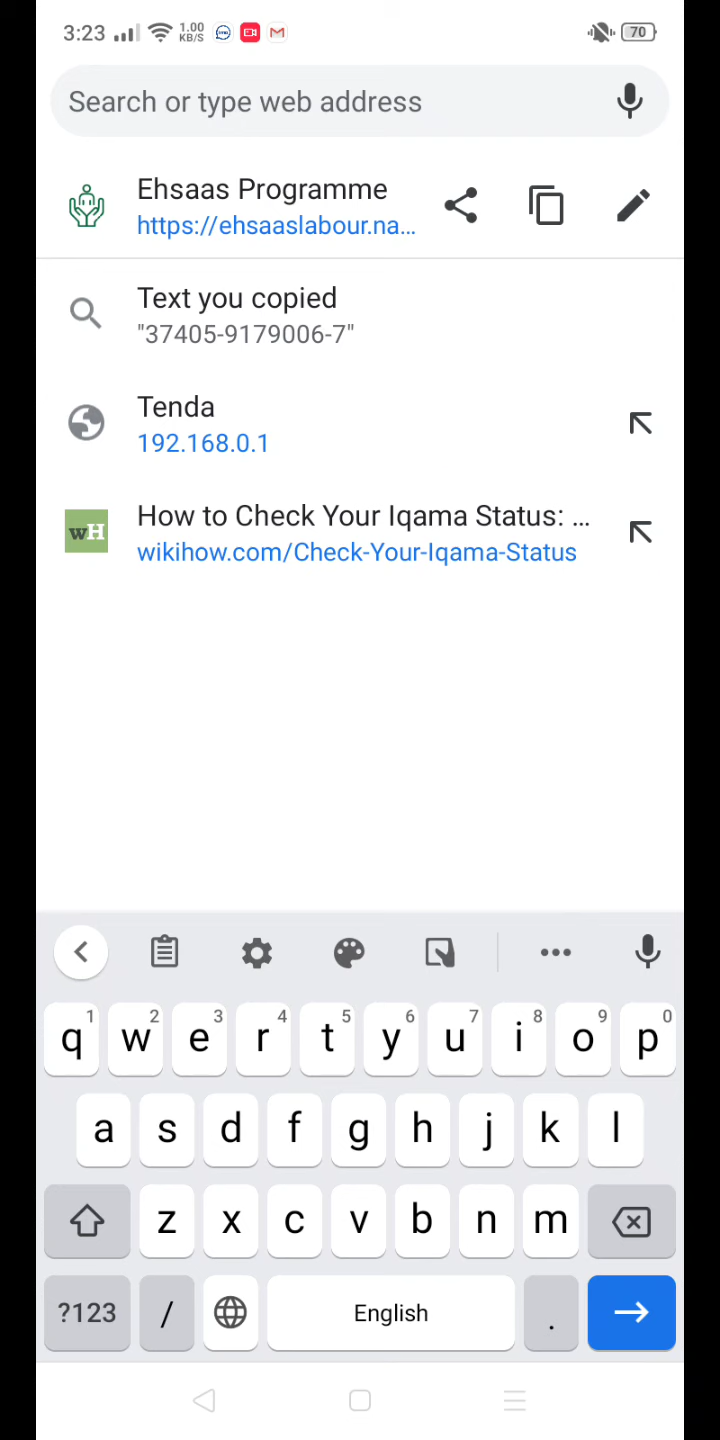 3:23 1.00 KB/S 70
Search or type web address
Ehsaas Programme
https://ehsaaslabour.na...
Text you copied
"37405-9179006-7"
Tenda
192.168.0.1
wH How to Check Your Iqama Status: ...
wikihow.com/Check-Your-Iqama-Status
1 2 3 4 5 6 7 8 9 0
q w e r t y u i o p
a s d f g h j k l
z x c v b n m
?123 / English .